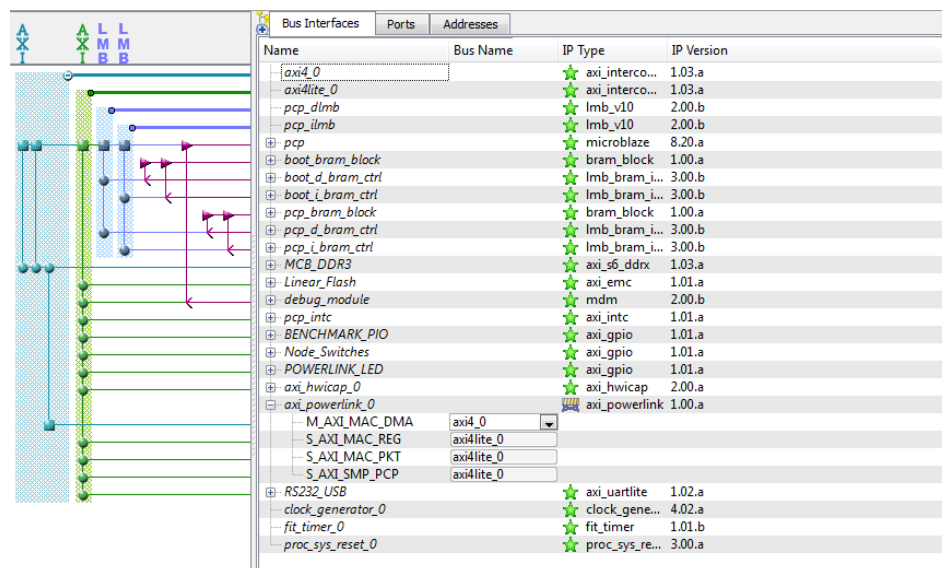 AXI AXI LMB LMB
Bus Interfaces Ports Addresses
Name Bus Name IP Type IP Version
axi4_0 axi_interco... 1.03.a
axi4lite_0 axi_interco... 1.03.a
pcp_dlmb lmb_v10 2.00.b
pcp_ilmb lmb_v10 2.00.b
pcp microblaze 8.20.a
boot_bram_block bram_block 1.00.a
boot_d_bram_ctrl lmb_bram_i... 3.00.b
boot_i_bram_ctrl lmb_bram_i... 3.00.b
pcp_bram_block bram_block 1.00.a
pcp_d_bram_ctrl lmb_bram_i... 3.00.b
pcp_i_bram_ctrl lmb_bram_i... 3.00.b
MCB_DDR3 axi_s6_ddrx 1.03.a
Linear_Flash axi_emc 1.01.a
debug_module mdm 2.00.b
pcp_intc axi_intc 1.01.a
BENCHMARK_PIO axi_gpio 1.01.a
Node_Switches axi_gpio 1.01.a
POWERLINK_LED axi_gpio 1.01.a
axi_hwicap_0 axi_hwicap 2.00.a
axi_powerlink_0 axi_powerlink 1.00.a
M_AXI_MAC_DMA axi4_0
S_AXI_MAC_REG axi4lite_0
S_AXI_MAC_PKT axi4lite_0
S_AXI_SMP_PCP axi4lite_0
RS232_USB axi_uartlite 1.02.a
clock_generator_0 clock_gene... 4.02.a
fit_timer_0 fit_timer 1.01.b
proc_sys_reset_0 proc_sys_re... 3.00.a